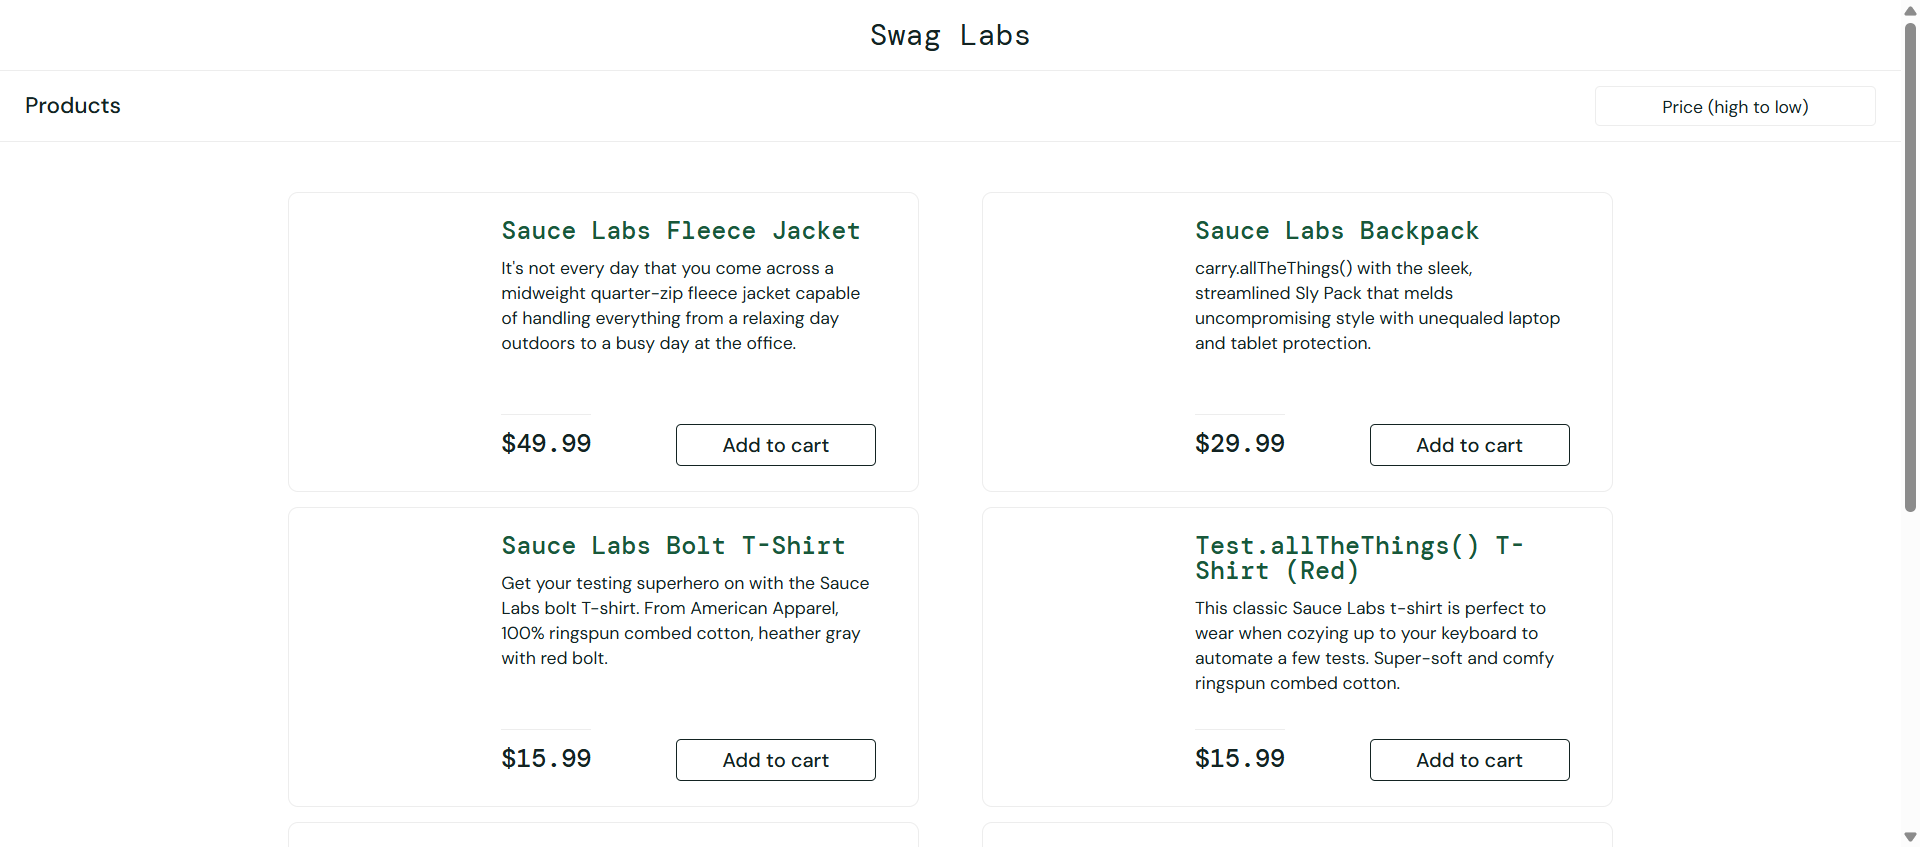 Swag Labs
Products
Price (high to low)
Sauce Labs Fleece Jacket
It's not every day that you come across a
midweight quarter-zip fleece jacket capable
of handling everything from a relaxing day
outdoors to a busy day at the office.
$49.99
Add to cart
Sauce Labs Backpack
carry.allTheThings() with the sleek,
streamlined Sly Pack that melds
uncompromising style with unequaled laptop
and tablet protection.
$29.99
Add to cart
Sauce Labs Bolt T-Shirt
Get your testing superhero on with the Sauce
Labs bolt T-shirt. From American Apparel,
100% ringspun combed cotton, heather gray
with red bolt.
$15.99
Add to cart
Test.allTheThings() T-
Shirt (Red)
This classic Sauce Labs t-shirt is perfect to
wear when cozying up to your keyboard to
automate a few tests. Super-soft and comfy
ringspun combed cotton.
$15.99
Add to cart